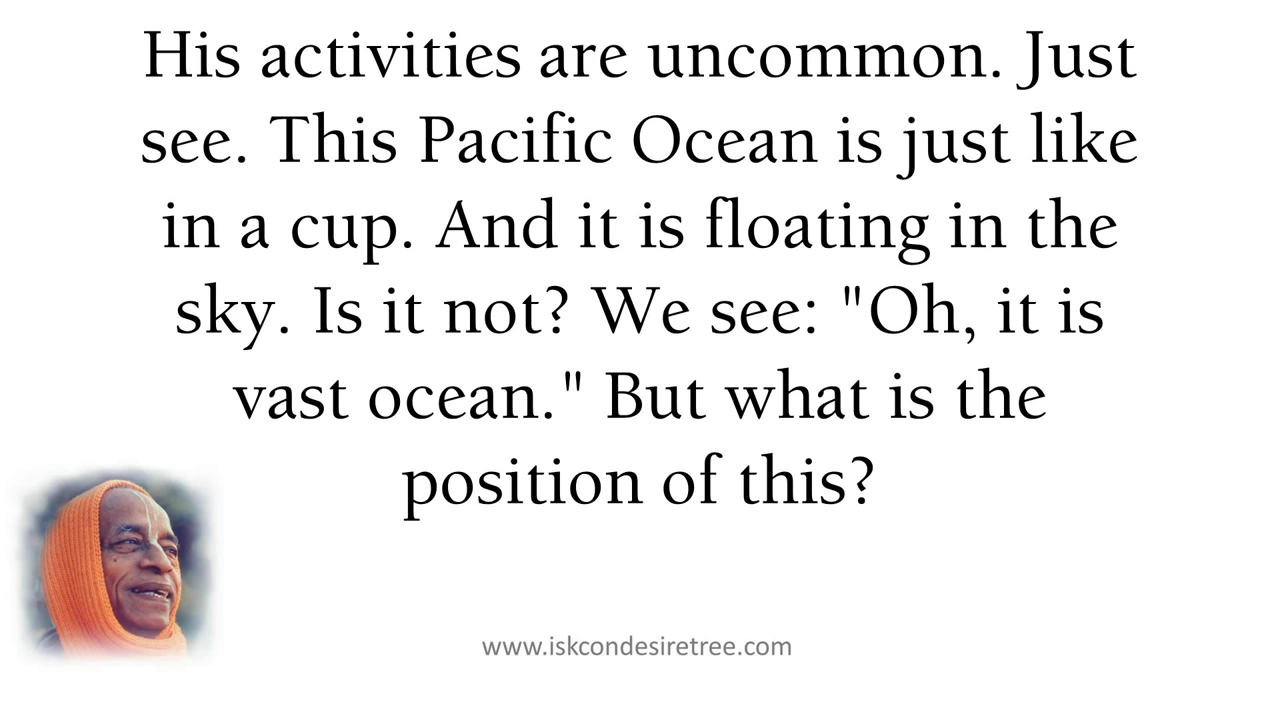 His activities are uncommon. Just
see. This Pacific Ocean is just like
in a cup. And it is floating in the
sky. Is it not? We see: "Oh, it is
vast ocean." But what is the
position of this?
www.iskcondesiretree.com